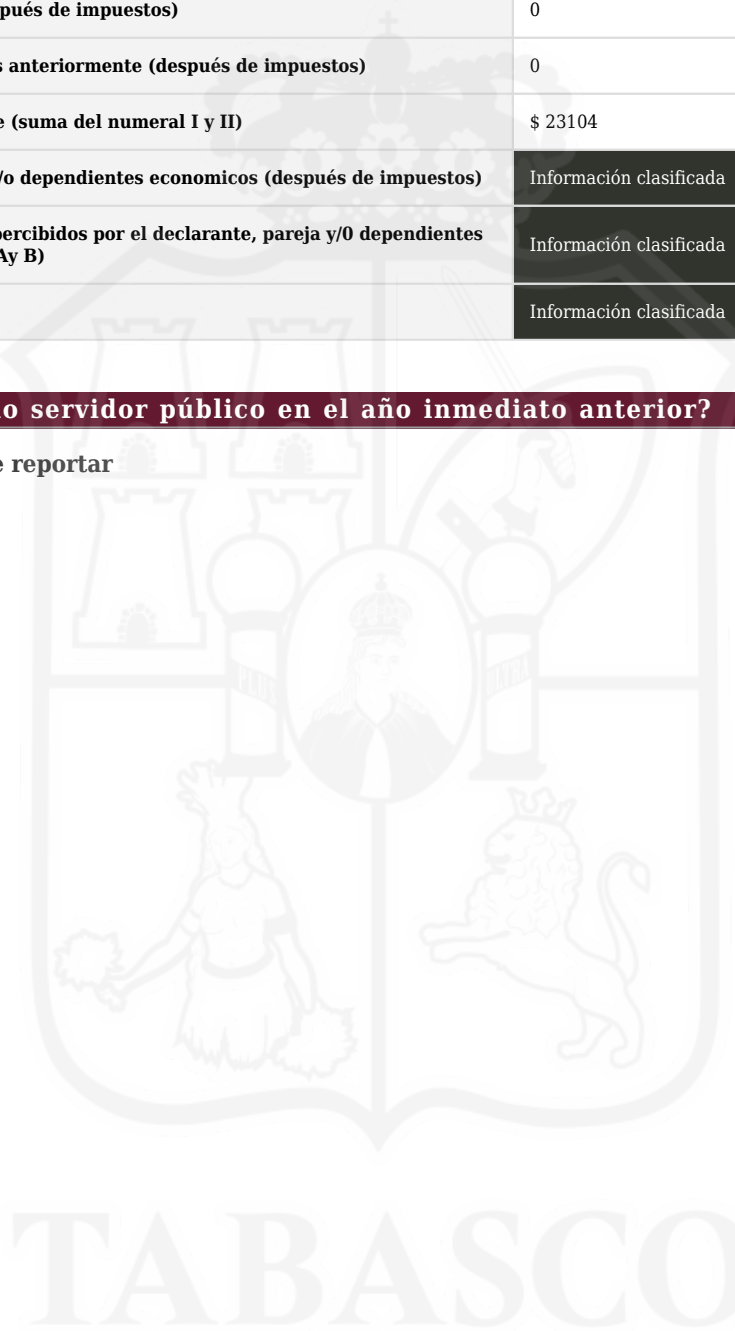 pués de impuestos) 0
s anteriormente (después de impuestos) 0
e (suma del numeral I y II) $ 23104
/o dependientes economicos (después de impuestos) Información clasificada
percibidos por el declarante, pareja y/0 dependientes
Ay B) Información clasificada
Información clasificada
o servidor público en el año inmediato anterior?
e reportar
PLUS ULTRA
TABASCO